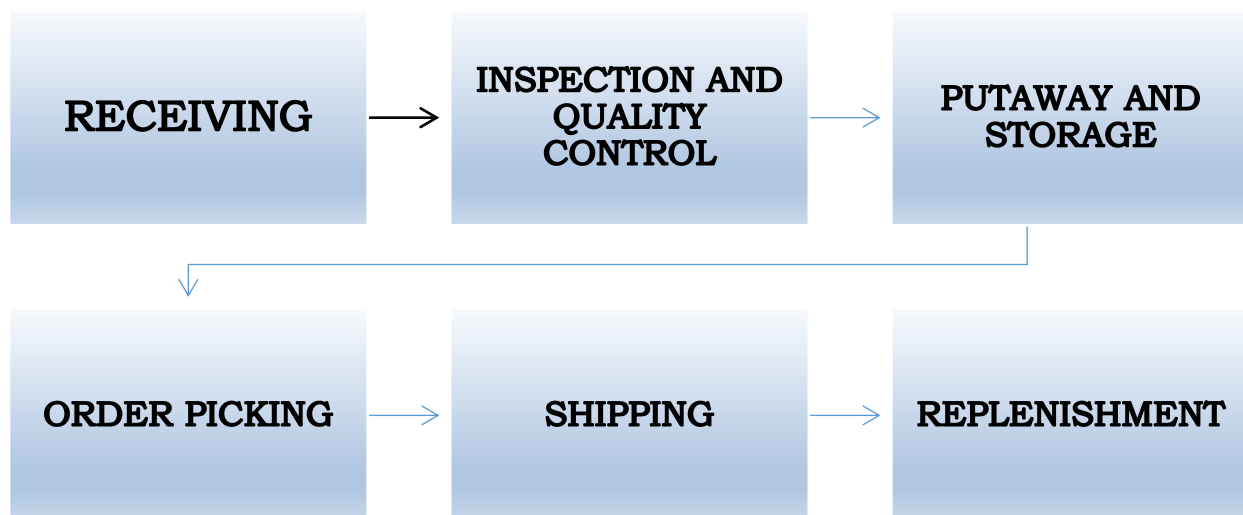 RECEIVING
INSPECTION AND
QUALITY
CONTROL
PUTAWAY AND
STORAGE
ORDER PICKING
SHIPPING
REPLENISHMENT